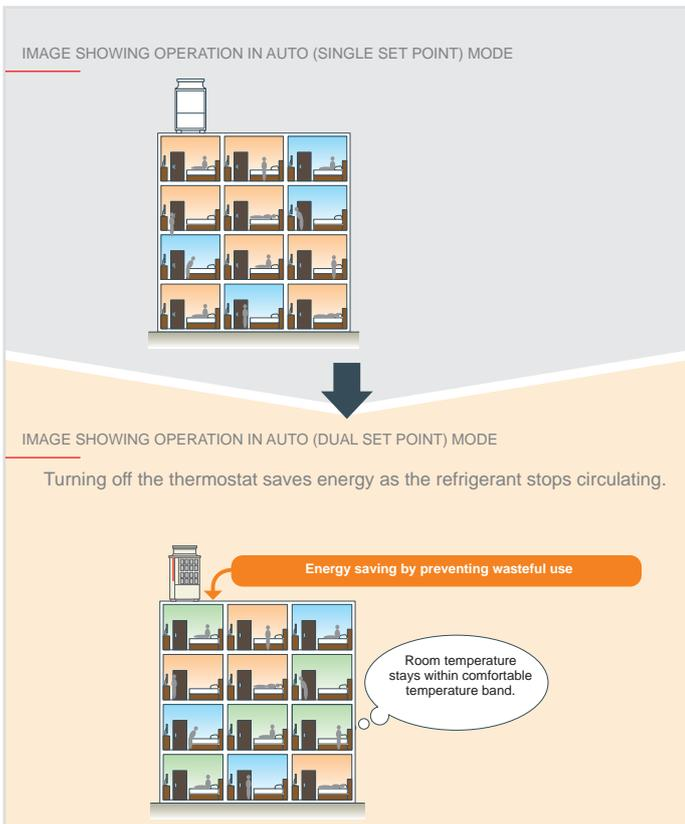 IMAGE SHOWING OPERATION IN AUTO (SINGLE SET POINT) MODE
IMAGE SHOWING OPERATION IN AUTO (DUAL SET POINT) MODE
Turning off the thermostat saves energy as the refrigerant stops circulating.
Energy saving by preventing wasteful use
Room temperature
stays within comfortable
temperature band.